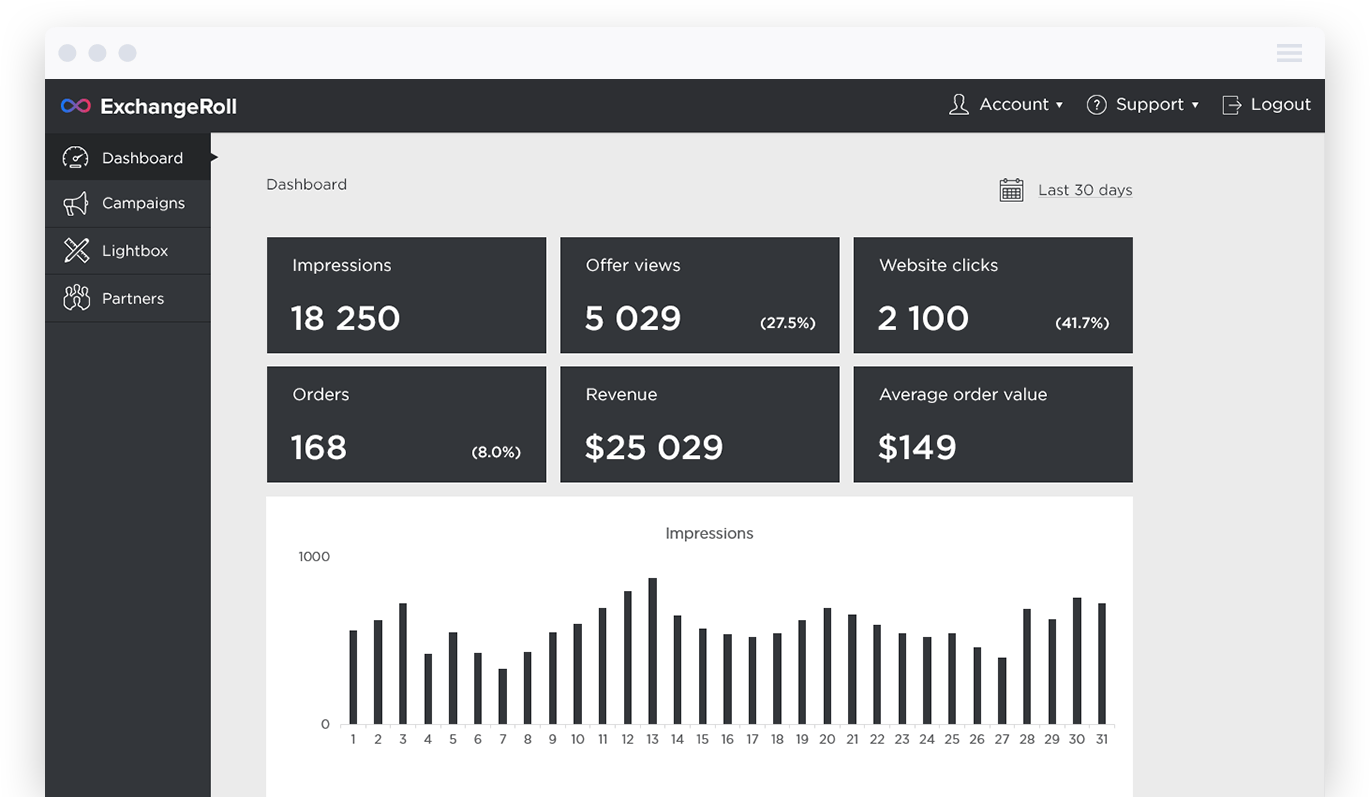 ExchangeRoll
Account
Support
Logout
Dashboard
Campaigns
Lightbox
Partners
Dashboard
Last 30 days
Impressions
18 250
Offer views
5 029 (27.5%)
Website clicks
2 100 (41.7%)
Orders
168 (8.0%)
Revenue
$25 029
Average order value
$149
Impressions
1000
0
1 2 3 4 5 6 7 8 9 10 11 12 13 14 15 16 17 18 19 20 21 22 23 24 25 26 27 28 29 30 31